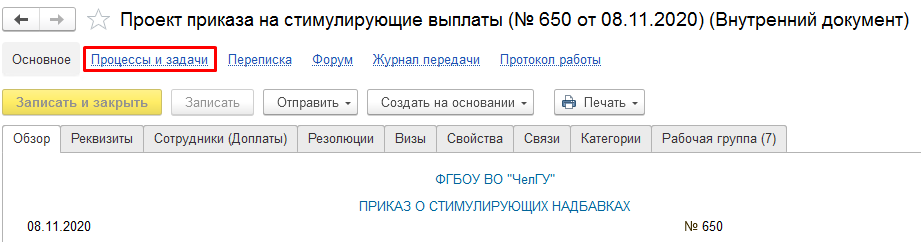 Проект приказа на стимулирующие выплаты (№ 650 от 08.11.2020) (Внутренний документ)
Основное Процессы и задачи Переписка Форум Журнал передачи Протокол работы
Записать и закрыть Записать Отправить Создать на основании Печать
Обзор Реквизиты Сотрудники (Доплаты) Резолюции Визы Свойства Связи Категории Рабочая группа (7)
ФГБОУ ВО "ЧелГУ"
ПРИКАЗ О СТИМУЛИРУЮЩИХ НАДБАВКАХ
08.11.2020 № 650